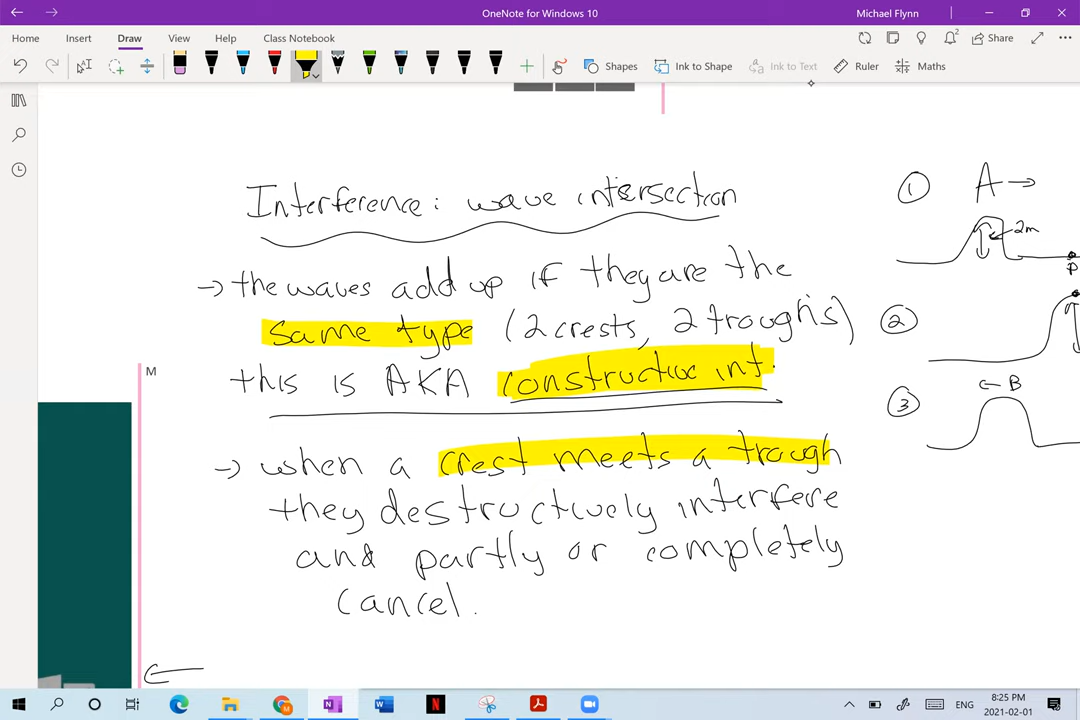 OneNote for Windows 10
Michael Flynn
Home Insert Draw View Help Class Notebook
Share
Shapes Ink to Shape Ink to Text Ruler Maths
Interference: wave intersection
→ the waves add up if they are the
same type (2 crests, 2 troughs)
this is AKA constructive int.
→ when a crest meets a trough
they destructively interfere
and partly or completely
cancel.
M
① A →
2m
P
②
③ ← B
ENG
8:25 PM
2021-02-01